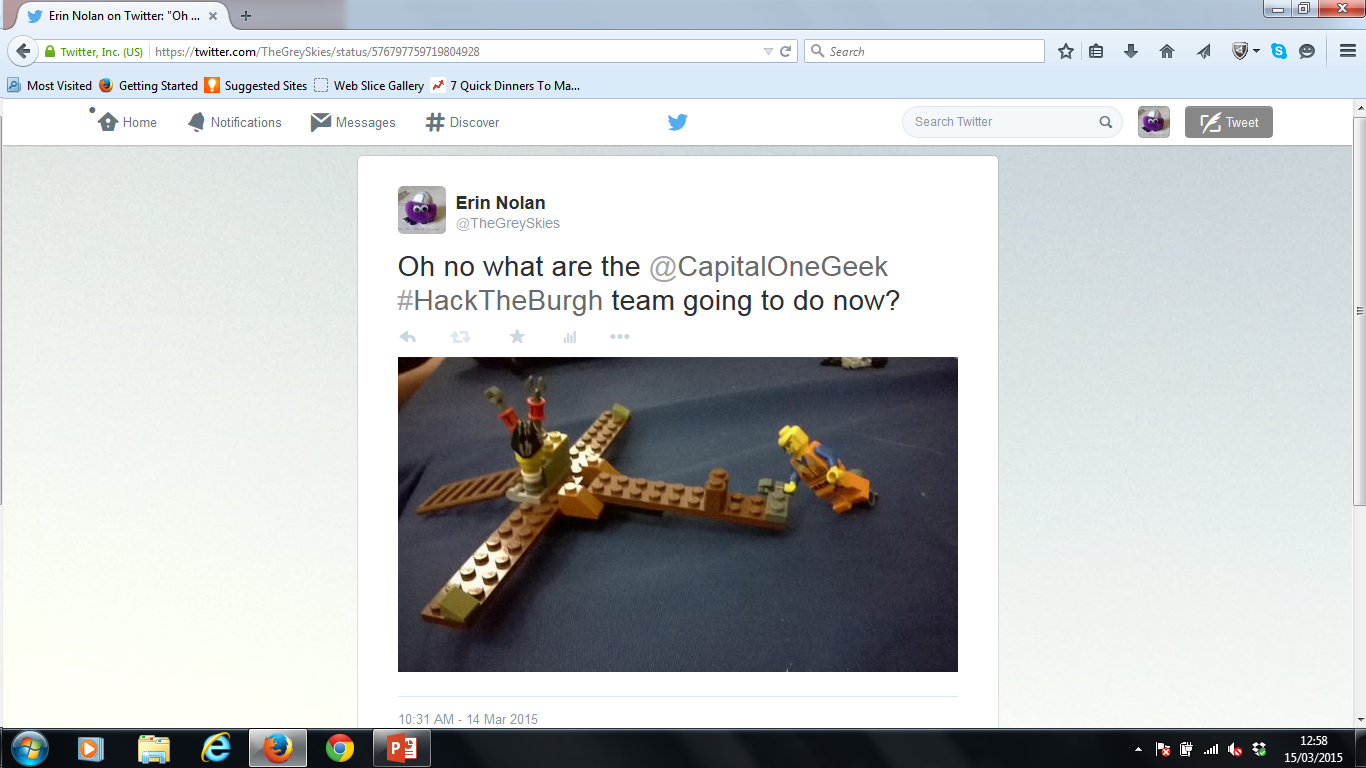 Erin Nolan on Twitter: "Oh ...
Twitter, Inc. (US) https://twitter.com/TheGreySkies/status/576797759719804928
Search
Most Visited Getting Started Suggested Sites Web Slice Gallery 7 Quick Dinners To Ma...
Home Notifications Messages Discover Search Twitter Tweet
Erin Nolan
@TheGreySkies
Oh no what are the @CapitalOneGeek
#HackTheBurgh team going to do now?
10:31 AM - 14 Mar 2015
12:58
15/03/2015